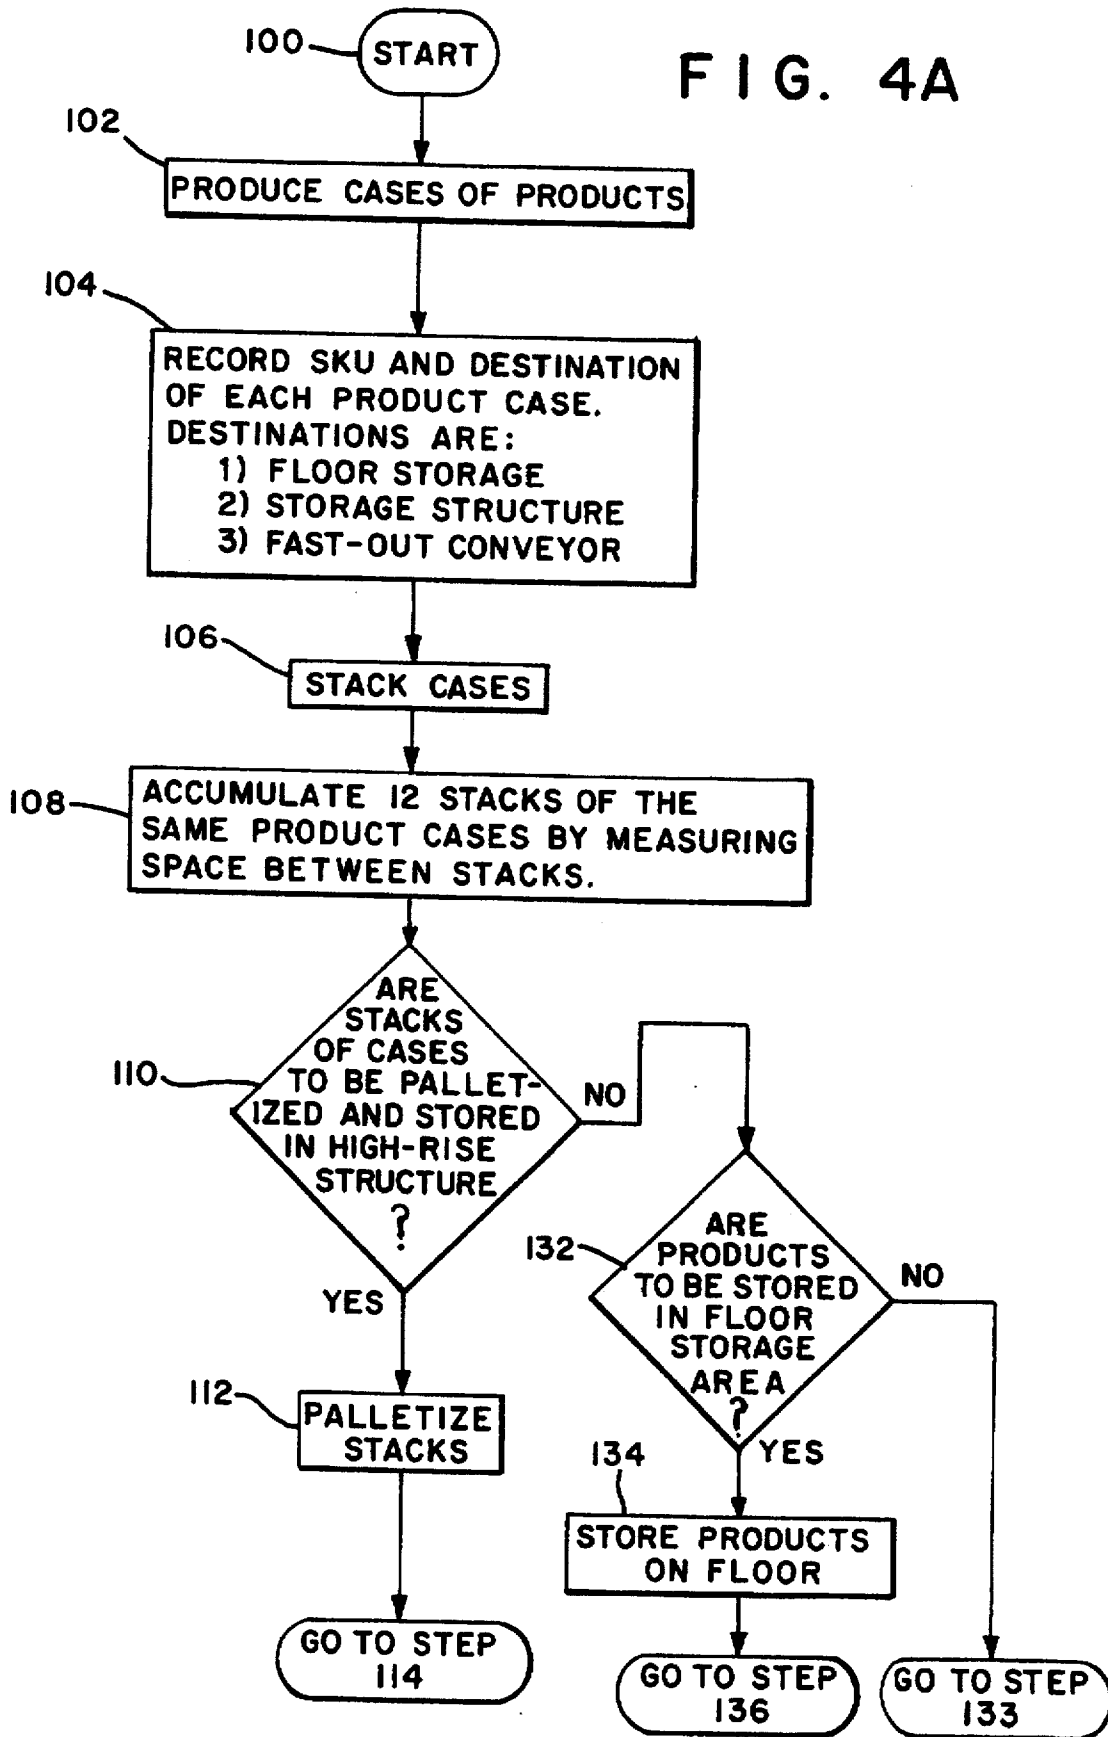 100
START
FIG. 4A
102
PRODUCE CASES OF PRODUCTS
104
RECORD SKU AND DESTINATION
OF EACH PRODUCT CASE.
DESTINATIONS ARE:
1) FLOOR STORAGE
2) STORAGE STRUCTURE
3) FAST-OUT CONVEYOR
106
STACK CASES
108
ACCUMULATE 12 STACKS OF THE
SAME PRODUCT CASES BY MEASURING
SPACE BETWEEN STACKS.
110
ARE
STACKS
OF CASES
TO BE PALLET-
IZED AND STORED
IN HIGH-RISE
STRUCTURE
?
NO
YES
132
ARE
PRODUCTS
TO BE STORED
IN FLOOR
STORAGE
AREA
?
NO
YES
112
PALLETIZE
STACKS
134
STORE PRODUCTS
ON FLOOR
GO TO STEP
114
GO TO STEP
136
GO TO STEP
133